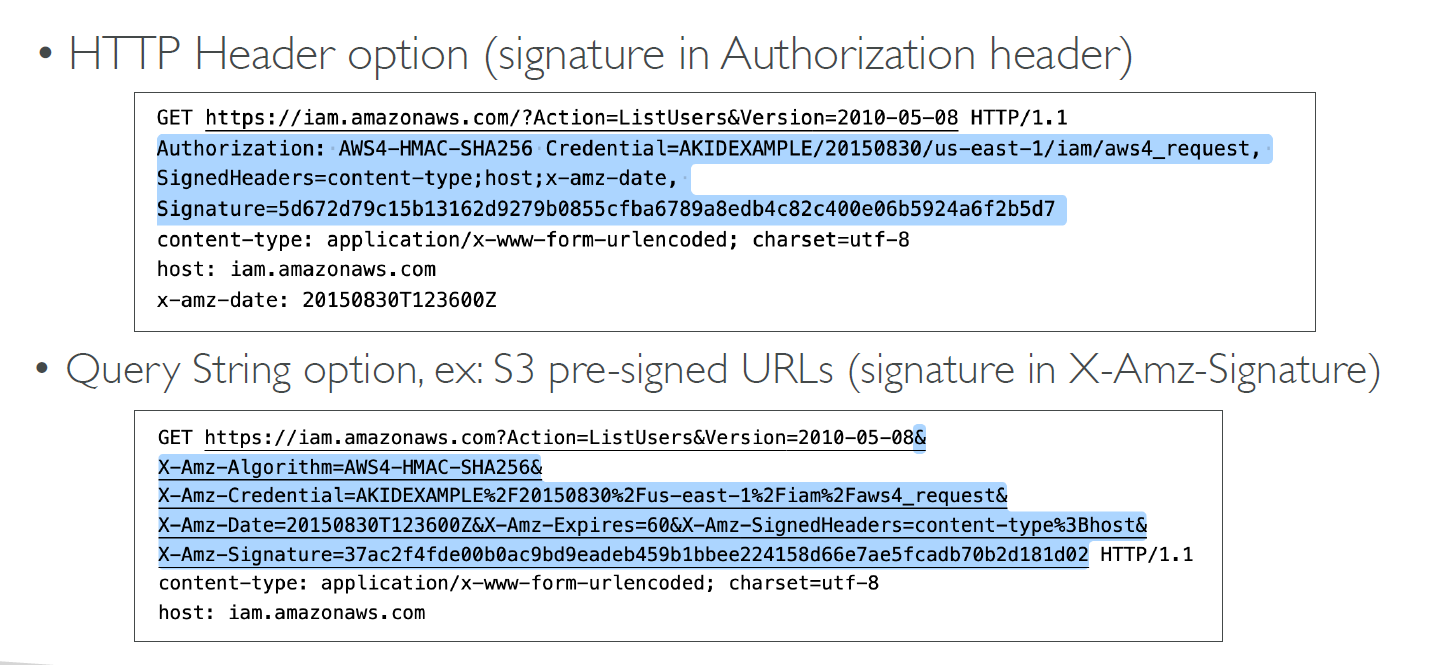 • HTTP Header option (signature in Authorization header)
GET https://iam.amazonaws.com/?Action=ListUsers&Version=2010-05-08 HTTP/1.1
Authorization: AWS4-HMAC-SHA256 Credential=AKIDEXAMPLE/20150830/us-east-1/iam/aws4_request,
SignedHeaders=content-type;host;x-amz-date,
Signature=5d672d79c15b13162d9279b0855cfba6789a8edb4c82c400e06b5924a6f2b5d7
content-type: application/x-www-form-urlencoded; charset=utf-8
host: iam.amazonaws.com
x-amz-date: 20150830T123600Z
• Query String option, ex: S3 pre-signed URLs (signature in X-Amz-Signature)
GET https://iam.amazonaws.com?Action=ListUsers&Version=2010-05-08&
X-Amz-Algorithm=AWS4-HMAC-SHA256&
X-Amz-Credential=AKIDEXAMPLE%2F20150830%2Fus-east-1%2Fiam%2Faws4_request&
X-Amz-Date=20150830T123600Z&X-Amz-Expires=60&X-Amz-SignedHeaders=content-type%3Bhost&
X-Amz-Signature=37ac2f4fde00b0ac9bd9eadeb459b1bbee224158d66e7ae5fcadb70b2d181d02 HTTP/1.1
content-type: application/x-www-form-urlencoded; charset=utf-8
host: iam.amazonaws.com